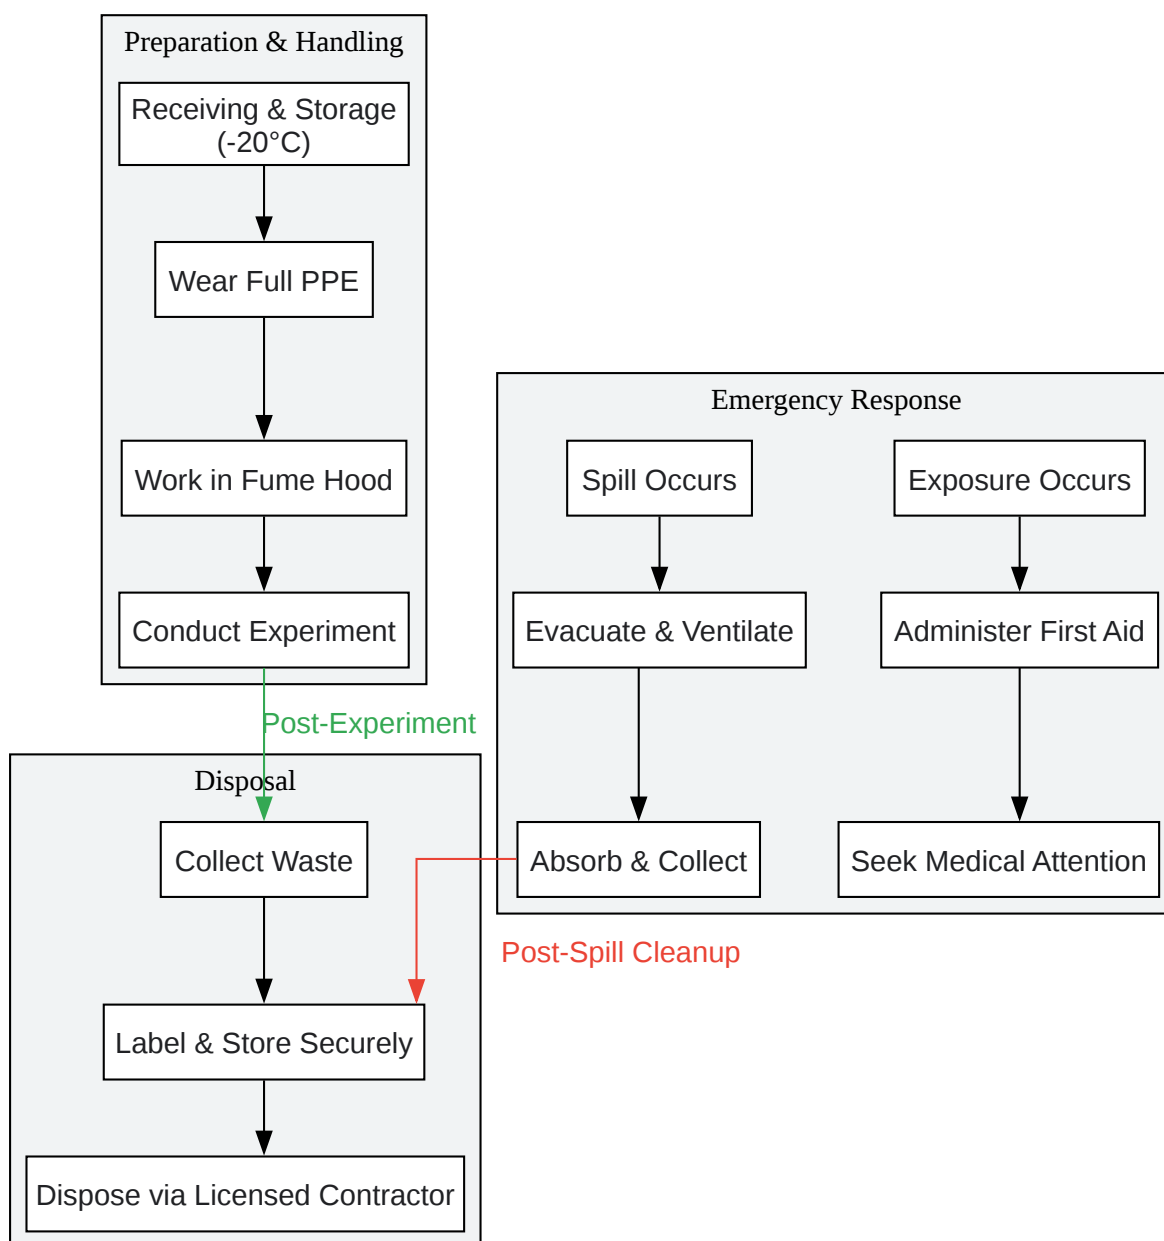 Preparation & Handling
Receiving & Storage
(-20°C)
Wear Full PPE
Work in Fume Hood
Conduct Experiment
Post-Experiment
Emergency Response
Spill Occurs
Evacuate & Ventilate
Absorb & Collect
Exposure Occurs
Administer First Aid
Seek Medical Attention
Post-Spill Cleanup
Disposal
Collect Waste
Label & Store Securely
Dispose via Licensed Contractor